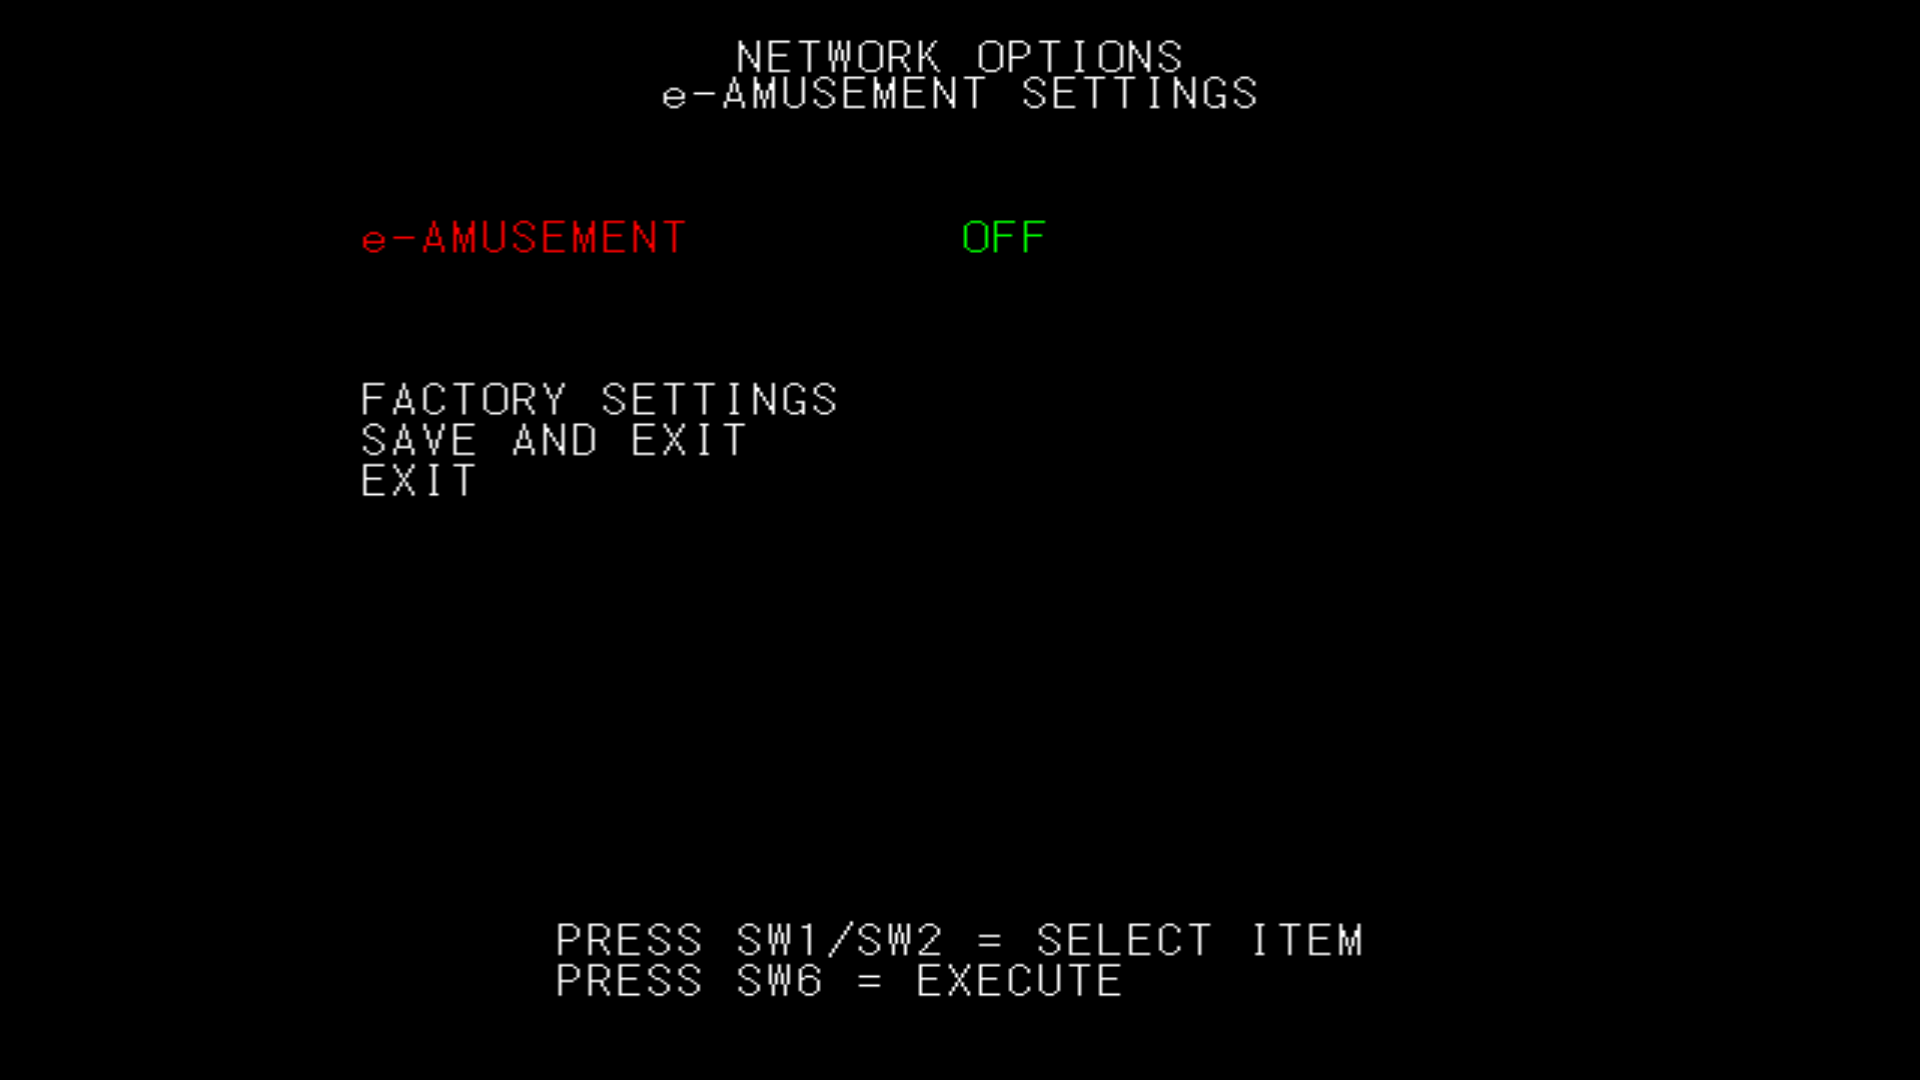 NETWORK OPTIONS
e-AMUSEMENT SETTINGS
e-AMUSEMENT OFF
FACTORY SETTINGS
SAVE AND EXIT
EXIT
PRESS SW1/SW2 = SELECT ITEM
PRESS SW6 = EXECUTE